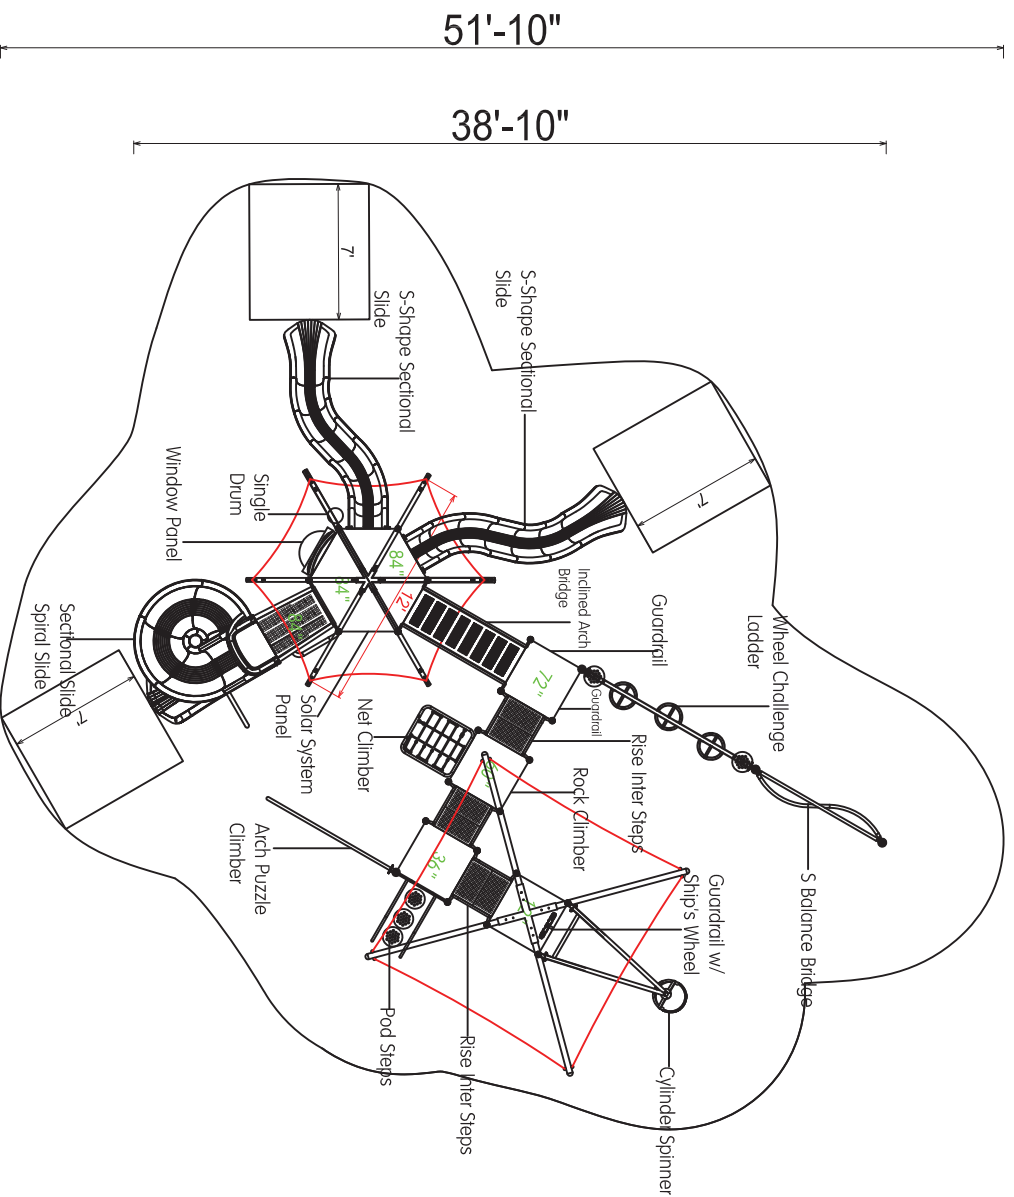 51'-10"
38'-10"
7'
S-Shape Sectional
Slide
S-Shape Sectional
Slide
7'
Window Panel
Single
Drum
84"
84"
12'
Inclined Arch
Bridge
Guardrail
Wheel Challenge
Ladder
Sectional Slide
Spiral Slide
7'
Solar System
Panel
Net Climber
72"
Guardrail
Rise Inter Steps
Rock Climber
Arch Puzzle
Climber
36"
Guardrail w/
Ship's Wheel
S Balance Bridge
Pod Steps
Rise Inter Steps
Cylinder Spinner